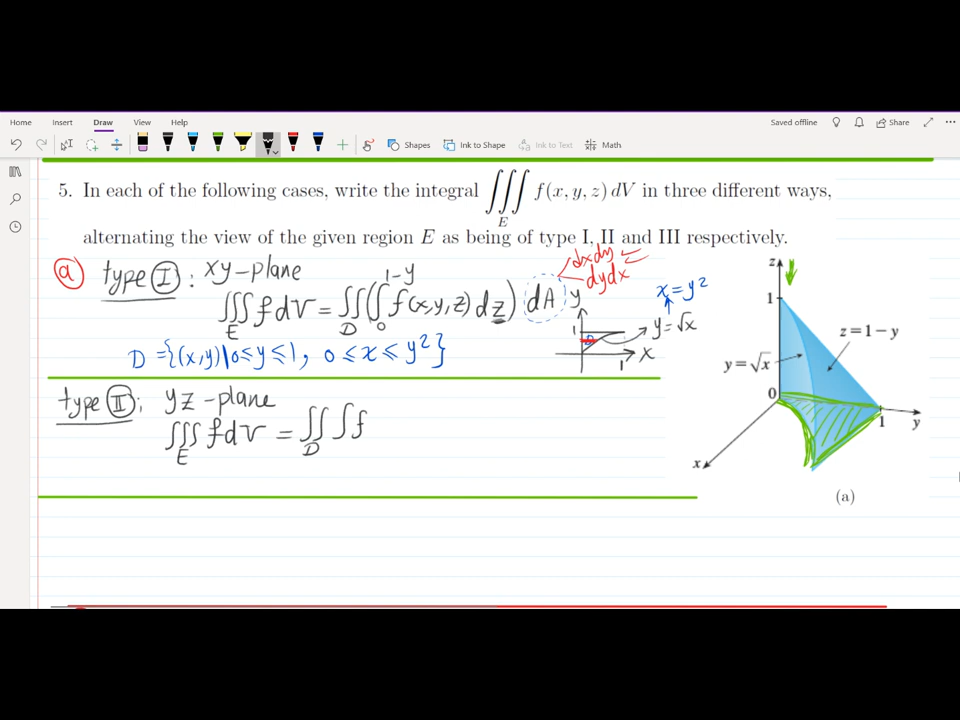 Home Insert Draw View Help Saved offline Share
Shapes Ink to Shape Ink to Text Math
5. In each of the following cases, write the integral ∭_E f(x, y, z) dV in three different ways,
alternating the view of the given region E as being of type I, II and III respectively.
(a) type (I) : xy-plane
∭_E f dV = ∬_D (∫_0^{1-y} f(x,y,z) dz) dA
dxdy
dydx
D = {(x,y) | 0≤y≤1, 0≤x≤y²}
y
1
D
1
x
y=√x
x=y²
type (II) : yz-plane
∭_E f dV = ∬_D ∫ f
z
1
z = 1 − y
y = √x
0
1
y
x
(a)